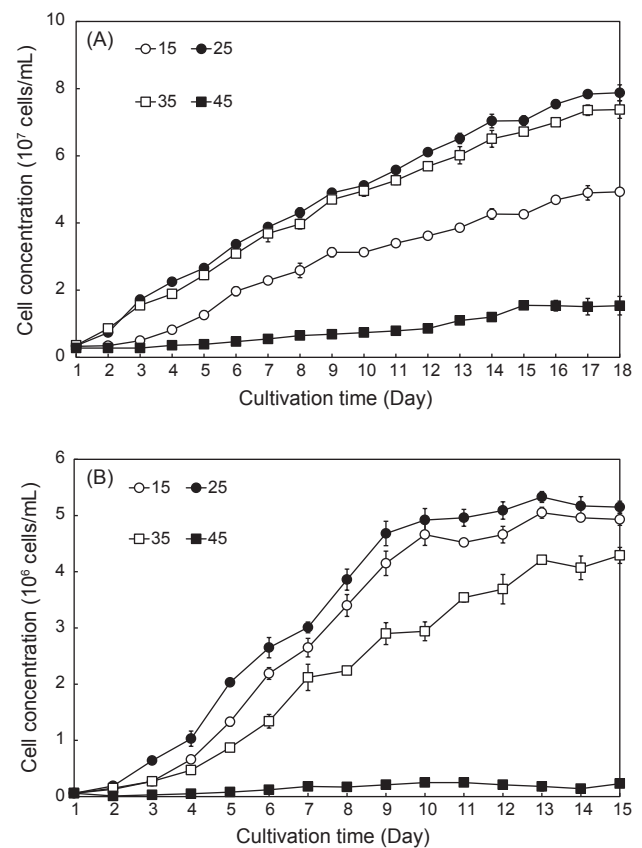 (A)
15 25
35 45
10
8
6
4
2
0
Cell concentration (10⁷ cells/mL)
1 2 3 4 5 6 7 8 9 10 11 12 13 14 15 16 17 18
Cultivation time (Day)
(B)
15 25
35 45
6
5
4
3
2
1
0
Cell concentration (10⁶ cells/mL)
1 2 3 4 5 6 7 8 9 10 11 12 13 14 15
Cultivation time (Day)